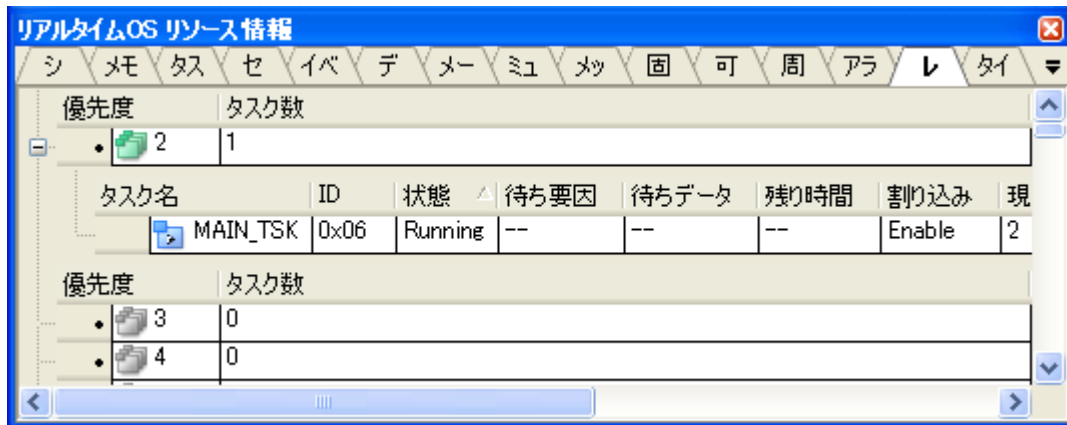 リアルタイムOS リソース情報
シ メモ タス セ イベ デ メー ミュ メッ 固 可 周 アラ レ タイ
優先度 タスク数
2 1
タスク名 ID 状態 待ち要因 待ちデータ 残り時間 割り込み 現
MAIN_TSK 0x06 Running -- -- -- Enable 2
優先度 タスク数
3 0
4 0